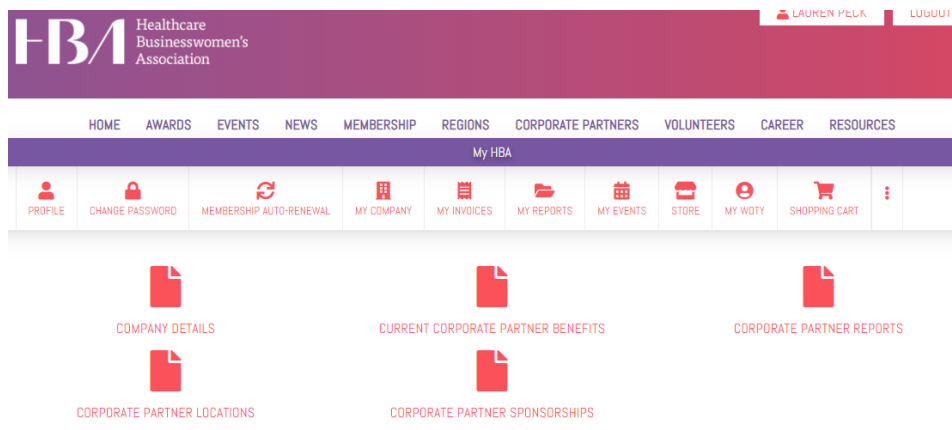 LAUREN PECK LOGOUT
HBA Healthcare
Businesswomen's
Association
HOME AWARDS EVENTS NEWS MEMBERSHIP REGIONS CORPORATE PARTNERS VOLUNTEERS CAREER RESOURCES
My HBA
PROFILE CHANGE PASSWORD MEMBERSHIP AUTO-RENEWAL MY COMPANY MY INVOICES MY REPORTS MY EVENTS STORE MY WOTY SHOPPING CART
COMPANY DETAILS CURRENT CORPORATE PARTNER BENEFITS CORPORATE PARTNER REPORTS
CORPORATE PARTNER LOCATIONS CORPORATE PARTNER SPONSORSHIPS